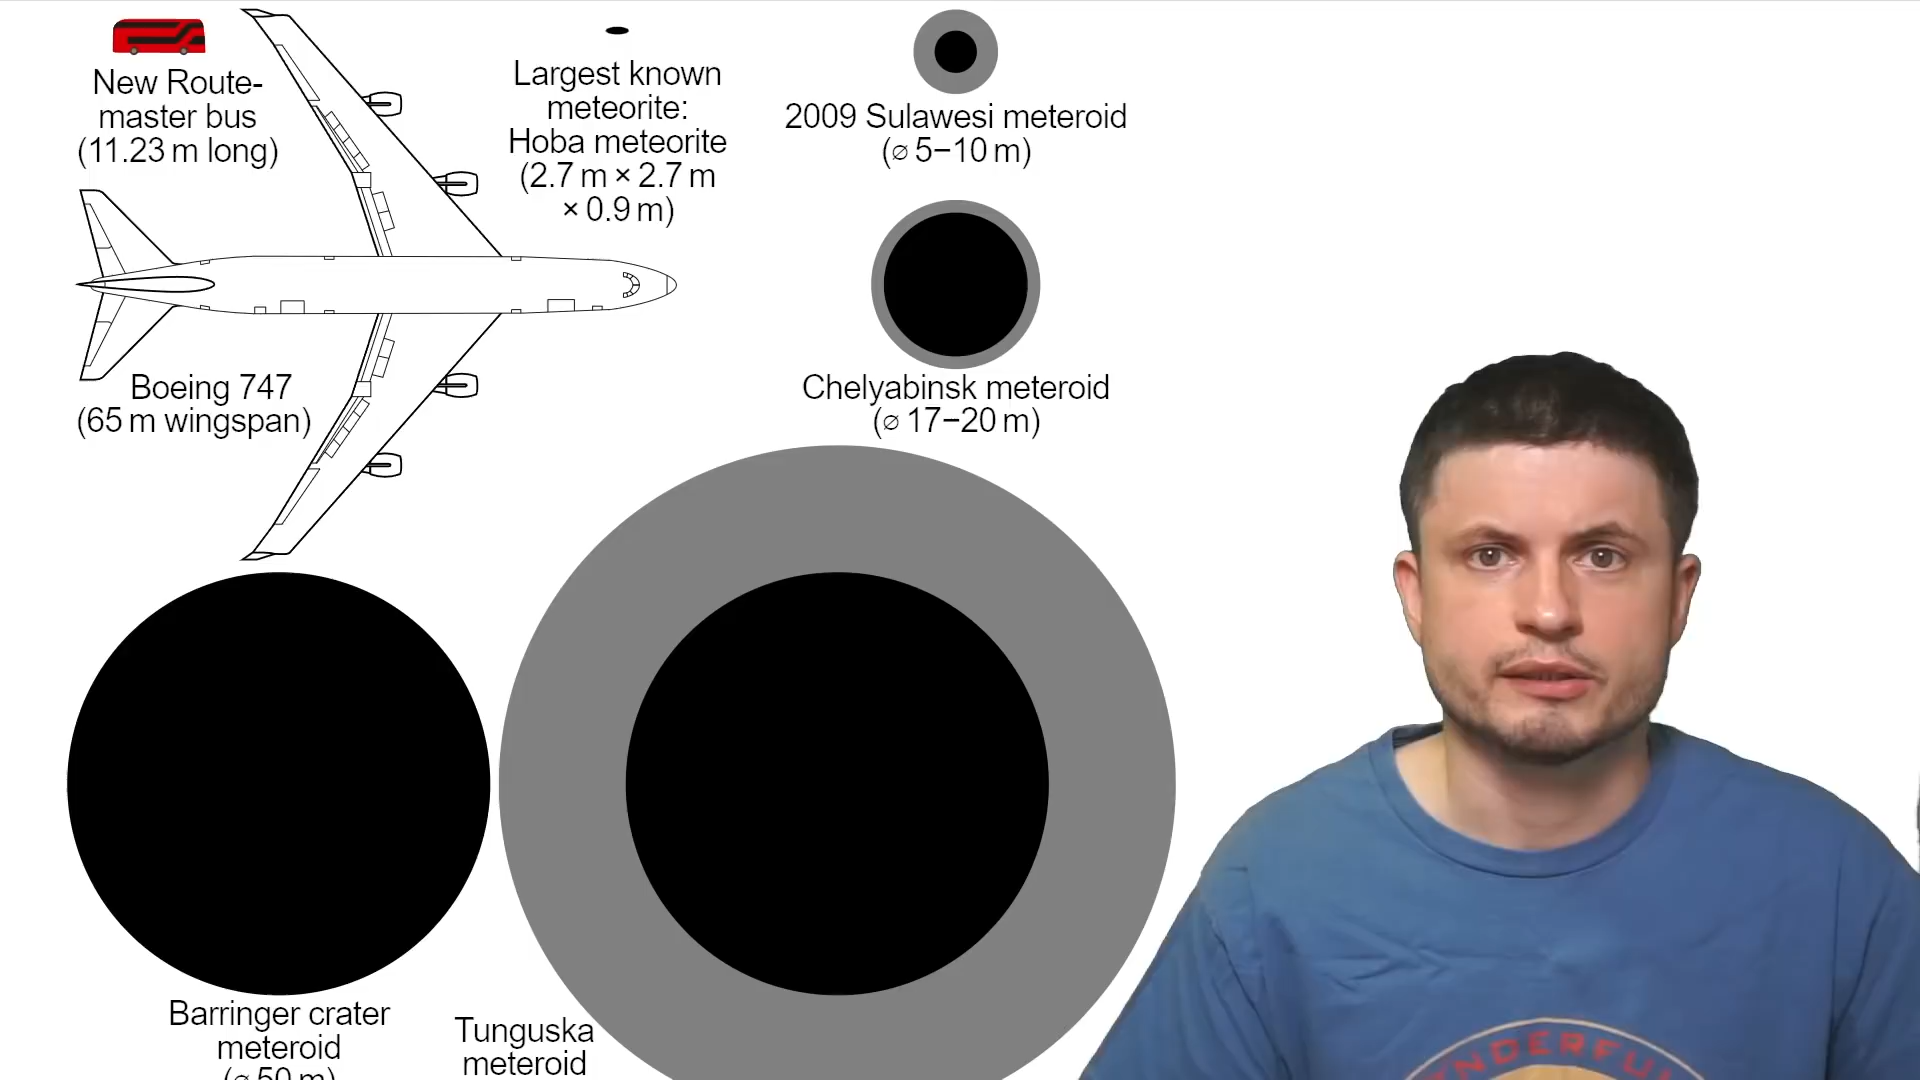 New Route-
master bus
(11.23 m long)
Largest known
meteorite:
Hoba meteorite
(2.7 m × 2.7 m
× 0.9 m)
2009 Sulawesi meteroid
(⌀ 5–10 m)
Boeing 747
(65 m wingspan)
Chelyabinsk meteroid
(⌀ 17–20 m)
Barringer crater
meteroid
(⌀ 50 m)
Tunguska
meteroid